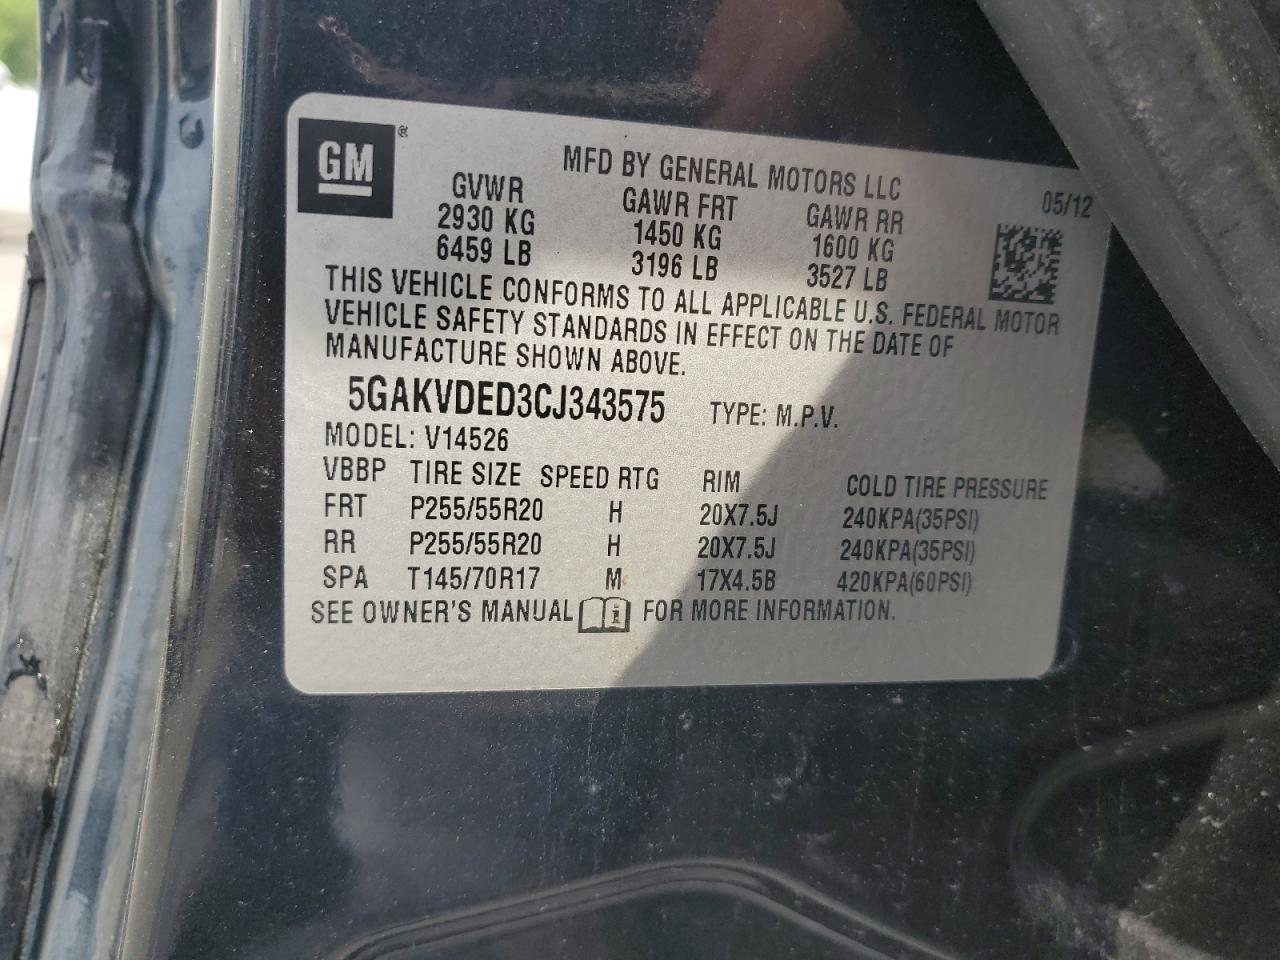 GM®
MFD BY GENERAL MOTORS LLC
GVWR GAWR FRT GAWR RR 05/12
2930 KG 1450 KG 1600 KG
6459 LB 3196 LB 3527 LB
THIS VEHICLE CONFORMS TO ALL APPLICABLE U.S. FEDERAL MOTOR
VEHICLE SAFETY STANDARDS IN EFFECT ON THE DATE OF
MANUFACTURE SHOWN ABOVE.
5GAKVDED3CJ343575 TYPE: M.P.V.
MODEL: V14526
VBBP TIRE SIZE SPEED RTG RIM COLD TIRE PRESSURE
FRT P255/55R20 H 20X7.5J 240KPA(35PSI)
RR P255/55R20 H 20X7.5J 240KPA(35PSI)
SPA T145/70R17 M 17X4.5B 420KPA(60PSI)
SEE OWNER'S MANUAL i FOR MORE INFORMATION.